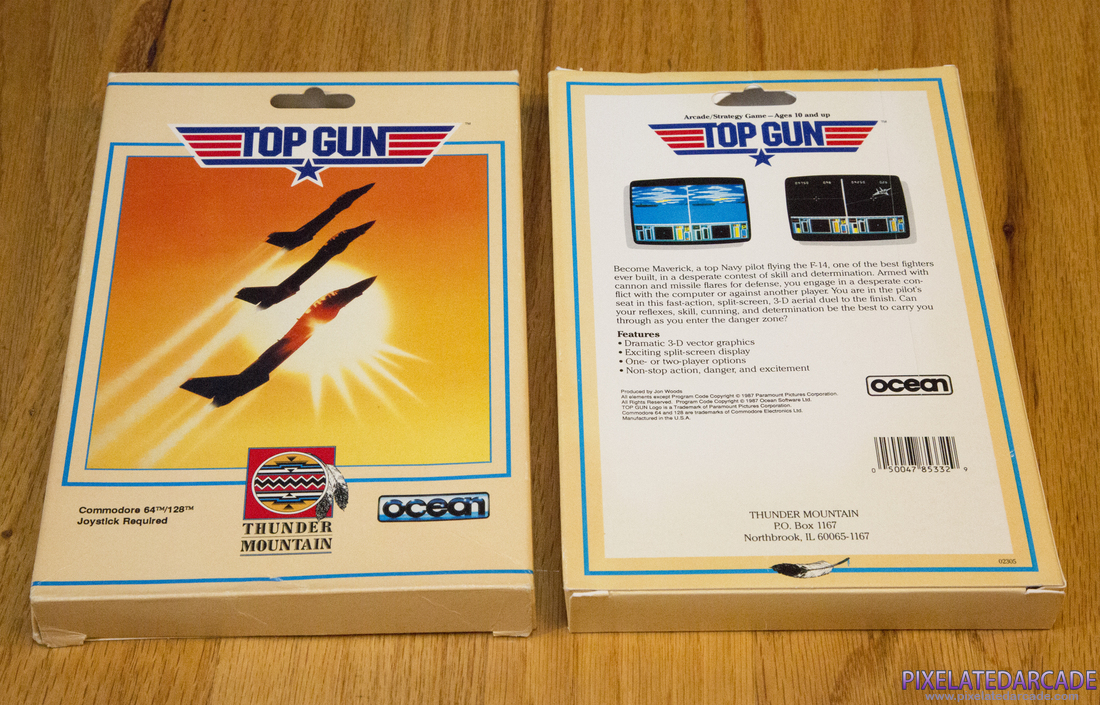 TOP GUN
™
Commodore 64™/128™
Joystick Required
THUNDER
MOUNTAIN
ocean
Arcade/Strategy Game – Ages 10 and up
TOP GUN
™
Become Maverick, a top Navy pilot flying the F-14, one of the best fighters
ever built, in a desperate contest of skill and determination. Armed with
cannon and missile flares for defense, you engage in a desperate con-
flict with the computer or against another player. You are in the pilot's
seat in this fast-action, split-screen, 3-D aerial duel to the finish. Can
your reflexes, skill, cunning, and determination be the best to carry you
through as you enter the danger zone?
Features
• Dramatic 3-D vector graphics
• Exciting split-screen display
• One- or two-player options
• Non-stop action, danger, and excitement
ocean
Produced by Jon Woods
All elements except Program Code Copyright © 1987 Paramount Pictures Corporation.
All Rights Reserved. Program Code Copyright © 1987 Ocean Software Ltd.
TOP GUN Logo is a Trademark of Paramount Pictures Corporation.
Commodore 64 and 128 are trademarks of Commodore Electronics Ltd.
Manufactured in the U.S.A.
0 50047 85332 9
THUNDER MOUNTAIN
P.O. Box 1167
Northbrook, IL 60065-1167
02305
PIXELATEDARCADE
www.pixelatedarcade.com